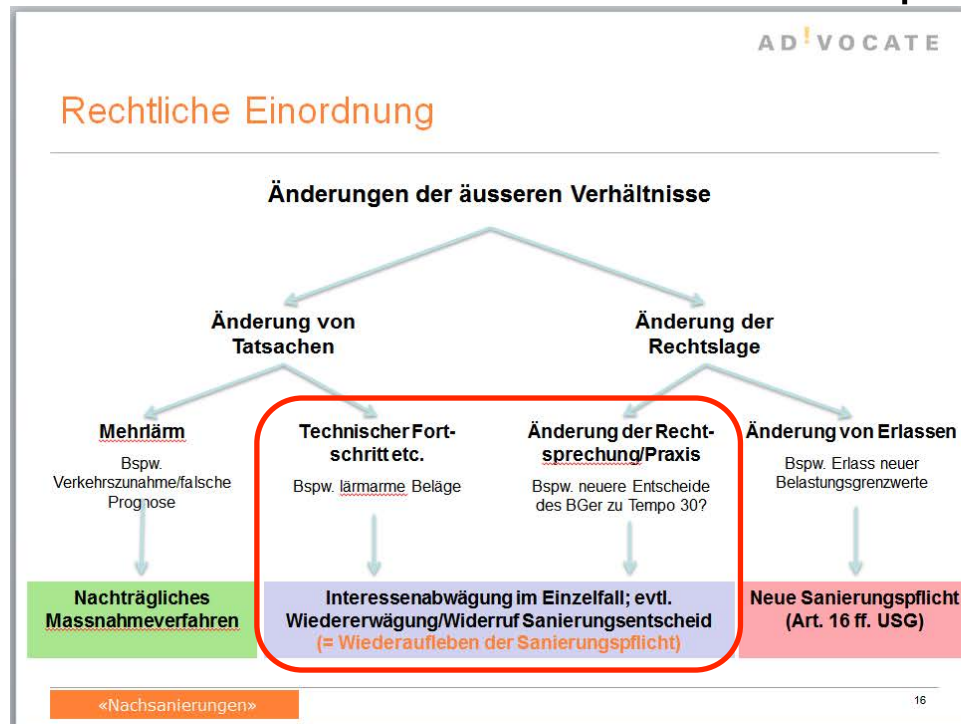 AD!VOCATE
Rechtliche Einordnung
Änderungen der äusseren Verhältnisse
Änderung von
Tatsachen
Änderung der
Rechtslage
Mehrlärm
Bspw.
Verkehrszunahme/falsche
Prognose
Technischer Fort-
schritt etc.
Bspw. lärmarme Beläge
Änderung der Recht-
sprechung/Praxis
Bspw. neuere Entscheide
des BGer zu Tempo 30?
Änderung von Erlassen
Bspw. Erlass neuer
Belastungsgrenzwerte
Nachträgliches
Massnahmeverfahren
Interessenabwägung im Einzelfall; evtl.
Wiedererwägung/Widerruf Sanierungsentscheid
(= Wiederaufleben der Sanierungspflicht)
Neue Sanierungspflicht
(Art. 16 ff. USG)
«Nachsanierungen»
16